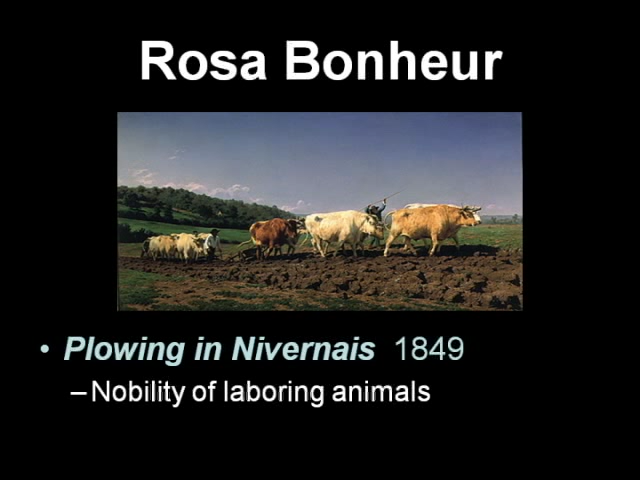 Rosa Bonheur
• Plowing in Nivernais 1849
– Nobility of laboring animals